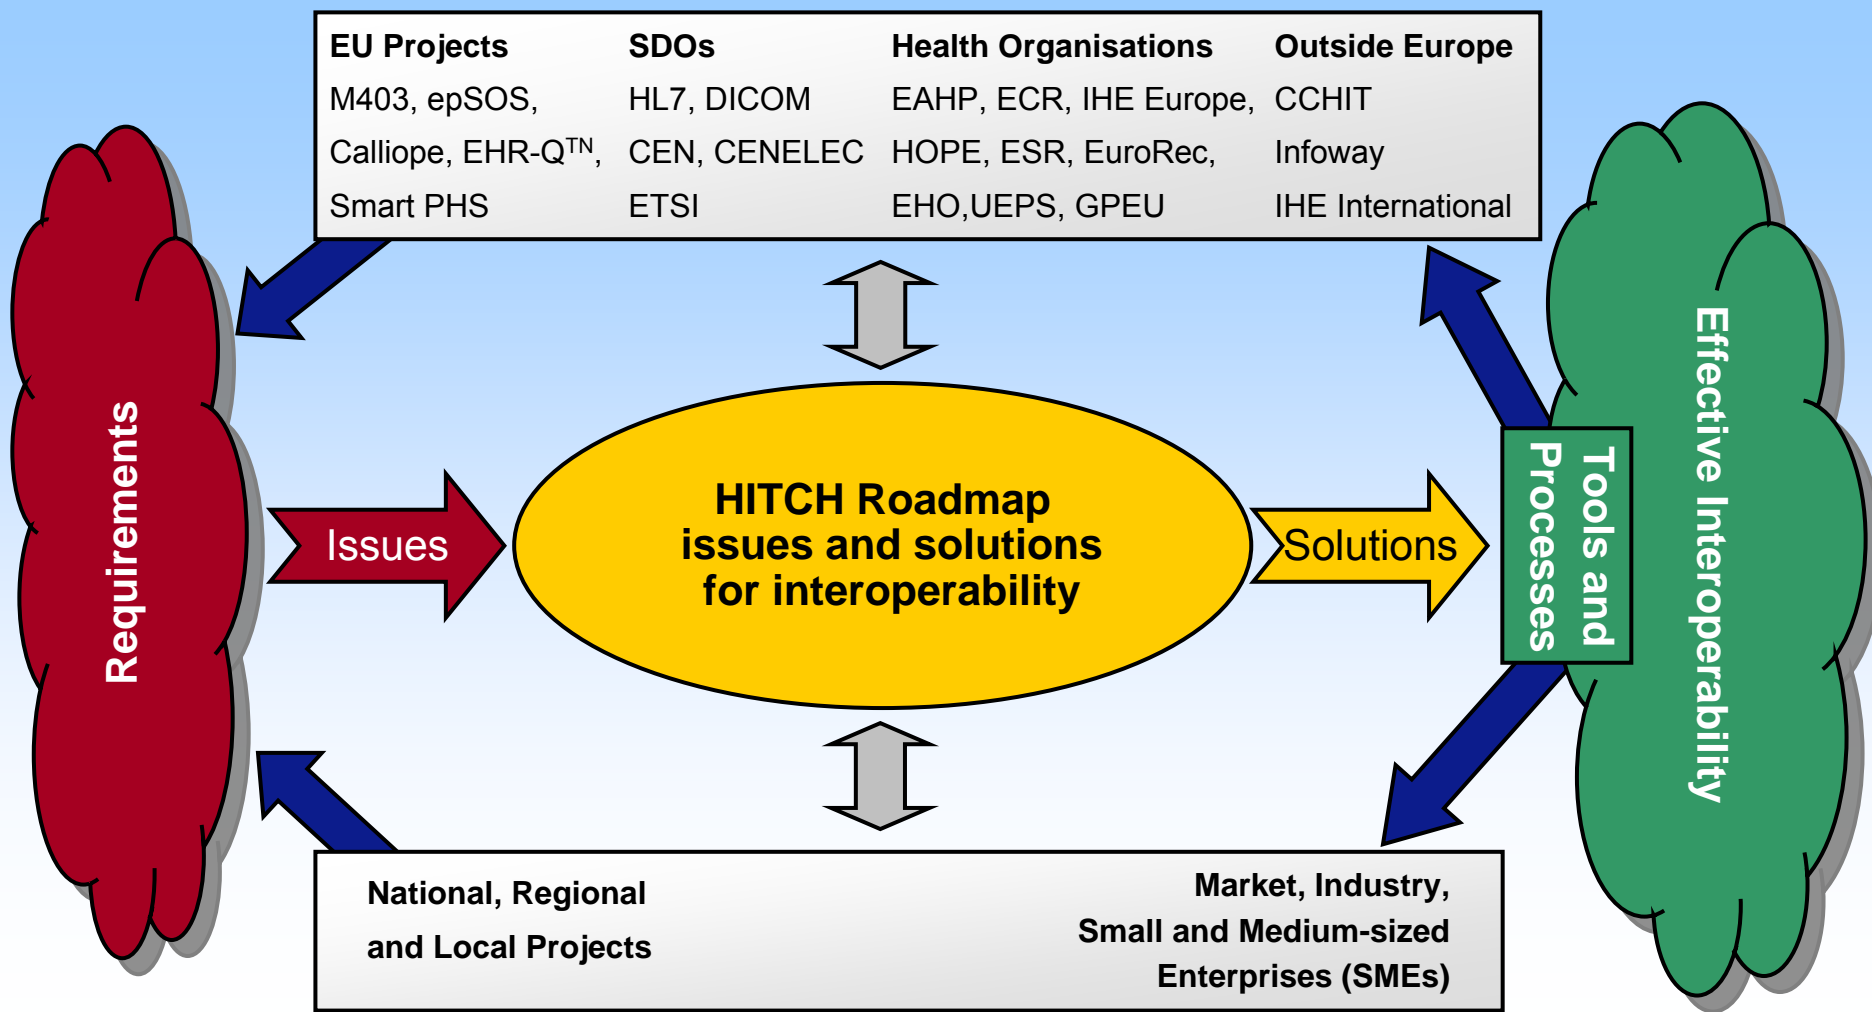 EU Projects
M403, epSOS,
Calliope, EHR-Qᵀᴺ,
Smart PHS
SDOs
HL7, DICOM
CEN, CENELEC
ETSI
Health Organisations
EAHP, ECR, IHE Europe,
HOPE, ESR, EuroRec,
EHO,UEPS, GPEU
Outside Europe
CCHIT
Infoway
IHE International
Requirements
Issues
HITCH Roadmap
issues and solutions
for interoperability
Solutions
Tools and
Processes
Effective Interoperability
National, Regional
and Local Projects
Market, Industry,
Small and Medium-sized
Enterprises (SMEs)